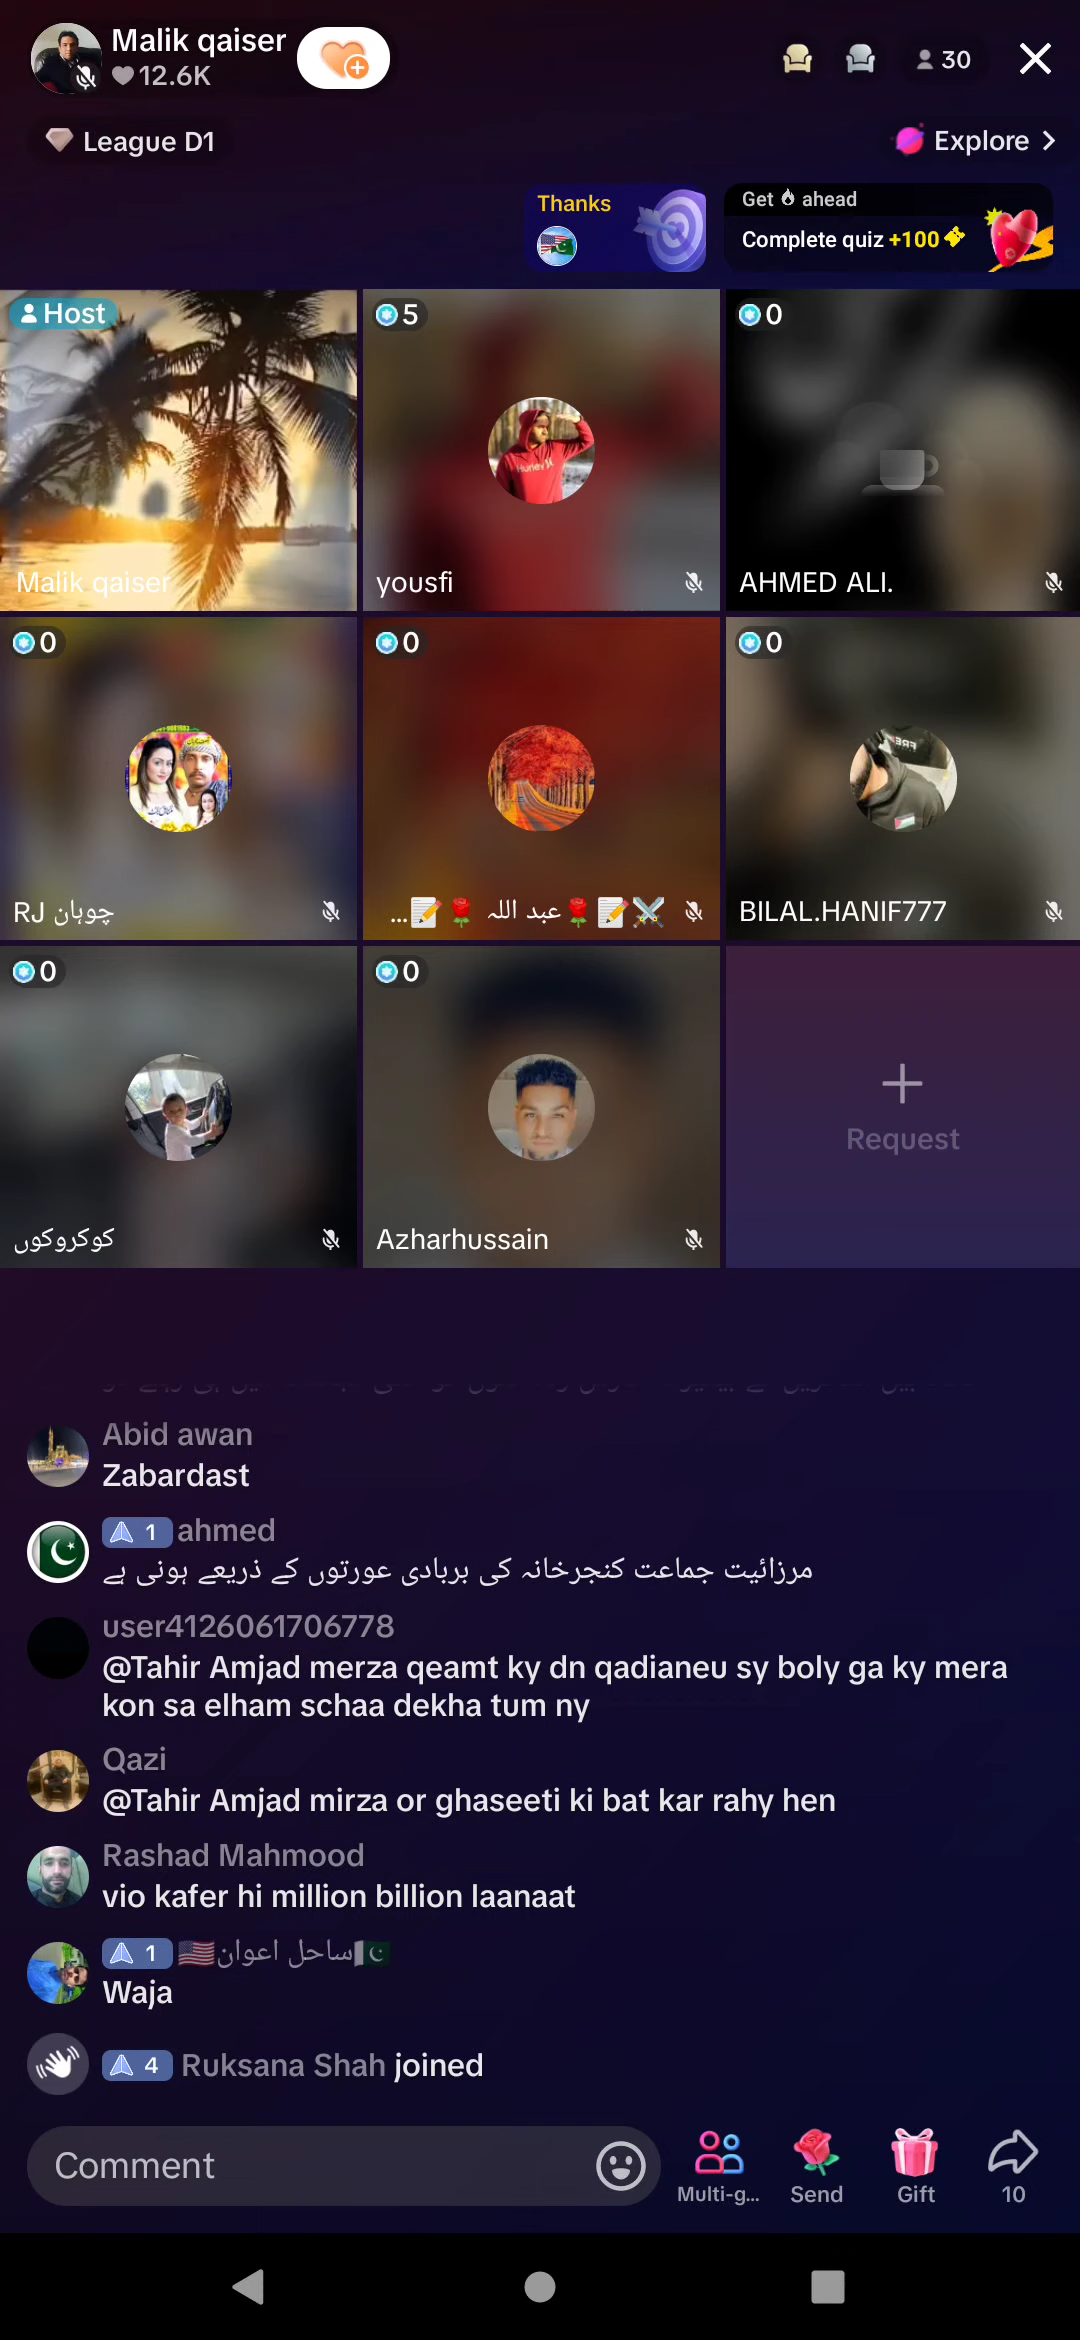 Malik qaiser
12.6K
30
League D1
Explore
Thanks
Get ahead
Complete quiz +100
Host
Malik qaiser
5
yousfi
0
AHMED ALI.
0
RJ چوہان
0
⚔️📝🌹عبد اللہ 🌹📝...
0
BILAL.HANIF777
0
کوکروکوں
0
Azharhussain
Request
Abid awan
Zabardast
1 ahmed
مرزائیت جماعت کنجرخانہ کی بربادی عورتوں کے ذریعے ہونی ہے
user4126061706778
@Tahir Amjad merza qeamt ky dn qadianeu sy boly ga ky mera
kon sa elham schaa dekha tum ny
Qazi
@Tahir Amjad mirza or ghaseeti ki bat kar rahy hen
Rashad Mahmood
vio kafer hi million billion laanaat
1 🇵🇰ساحل اعوان🇺🇸
Waja
4 Ruksana Shah joined
Comment
Multi-g...
Send
Gift
10